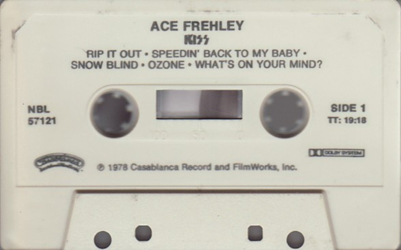 ACE FREHLEY
KISS
RIP IT OUT • SPEEDIN' BACK TO MY BABY •
SNOW BLIND • OZONE • WHAT'S ON YOUR MIND?
NBL
57121
SIDE 1
TT: 19:18
DOLBY SYSTEM
℗ 1978 Casablanca Record and FilmWorks, Inc.